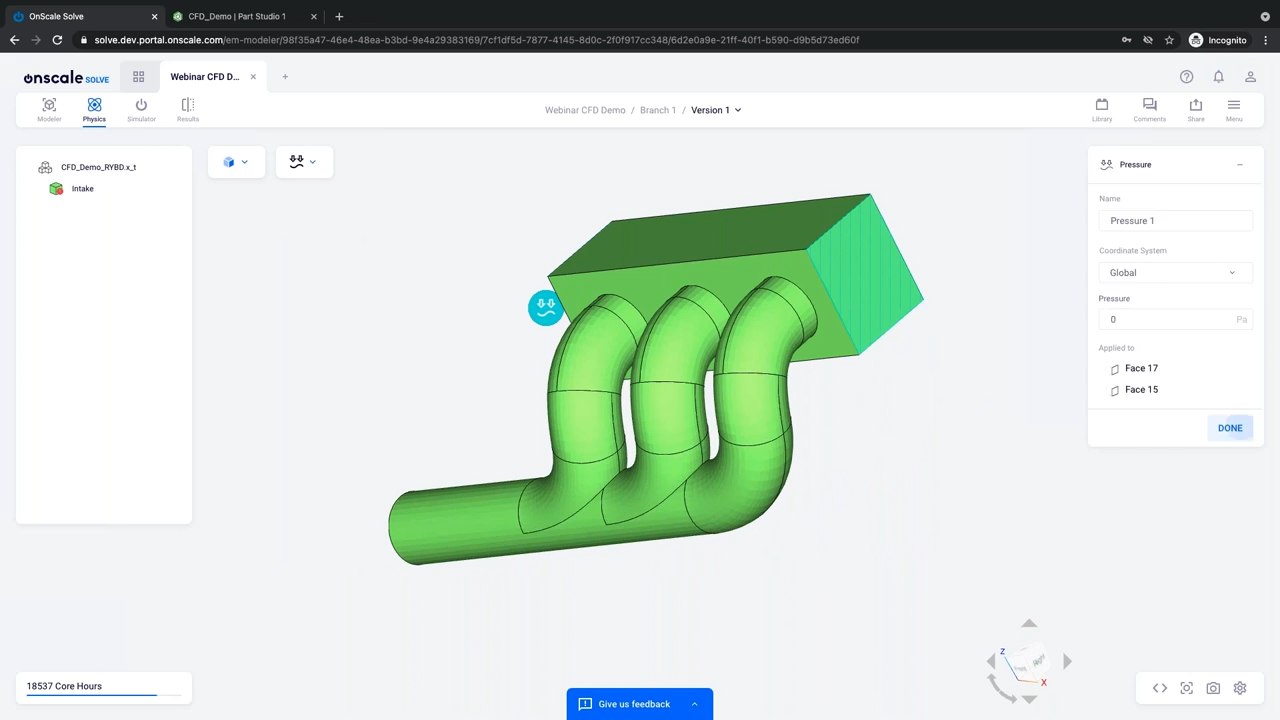 OnScale Solve
CFD_Demo | Part Studio 1
solve.dev.portal.onscale.com/em-modeler/98f35a47-46e4-48ea-b3bd-9e4a29383169/7cf1df5d-7877-4145-8d0c-2f0f917cc348/6d2e0a9e-21ff-40f1-b590-d9b5d73ed60f
Incognito
onscale SOLVE
Webinar CFD D...
Modeler
Physics
Simulator
Results
Webinar CFD Demo / Branch 1 / Version 1
Library
Comments
Share
Menu
CFD_Demo_RYBD.x_t
Intake
Pressure
Name
Pressure 1
Coordinate System
Global
Pressure
0 Pa
Applied to
Face 17
Face 15
DONE
Z
Front
Right
X
18537 Core Hours
Give us feedback